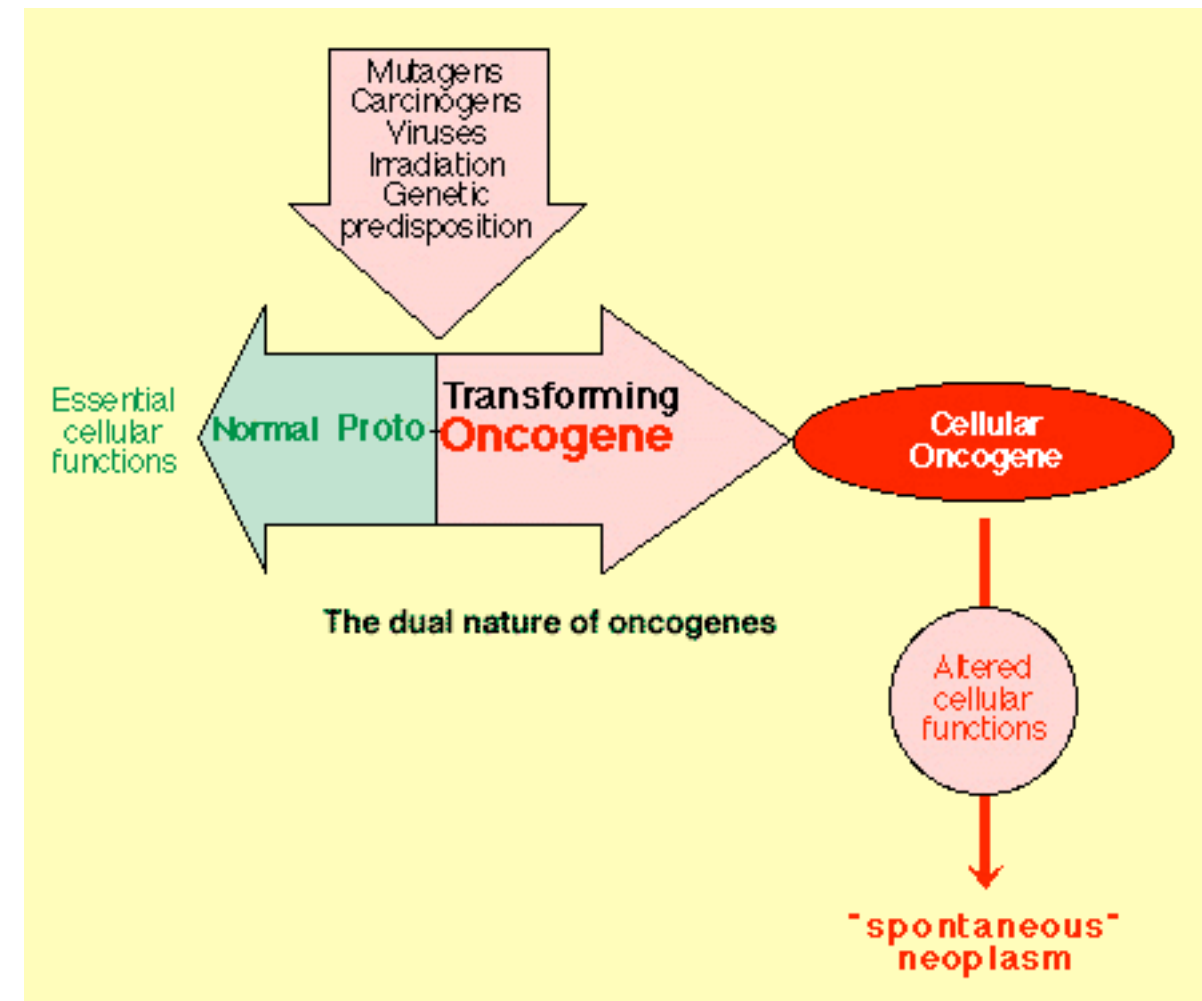 Mutagens
Carcinogens
Viruses
Irradiation
Genetic
predisposition
Essential
cellular
functions
Normal Proto-
Transforming
Oncogene
Cellular
Oncogene
The dual nature of oncogenes
Altered
cellular
functions
"spontaneous"
neoplasm